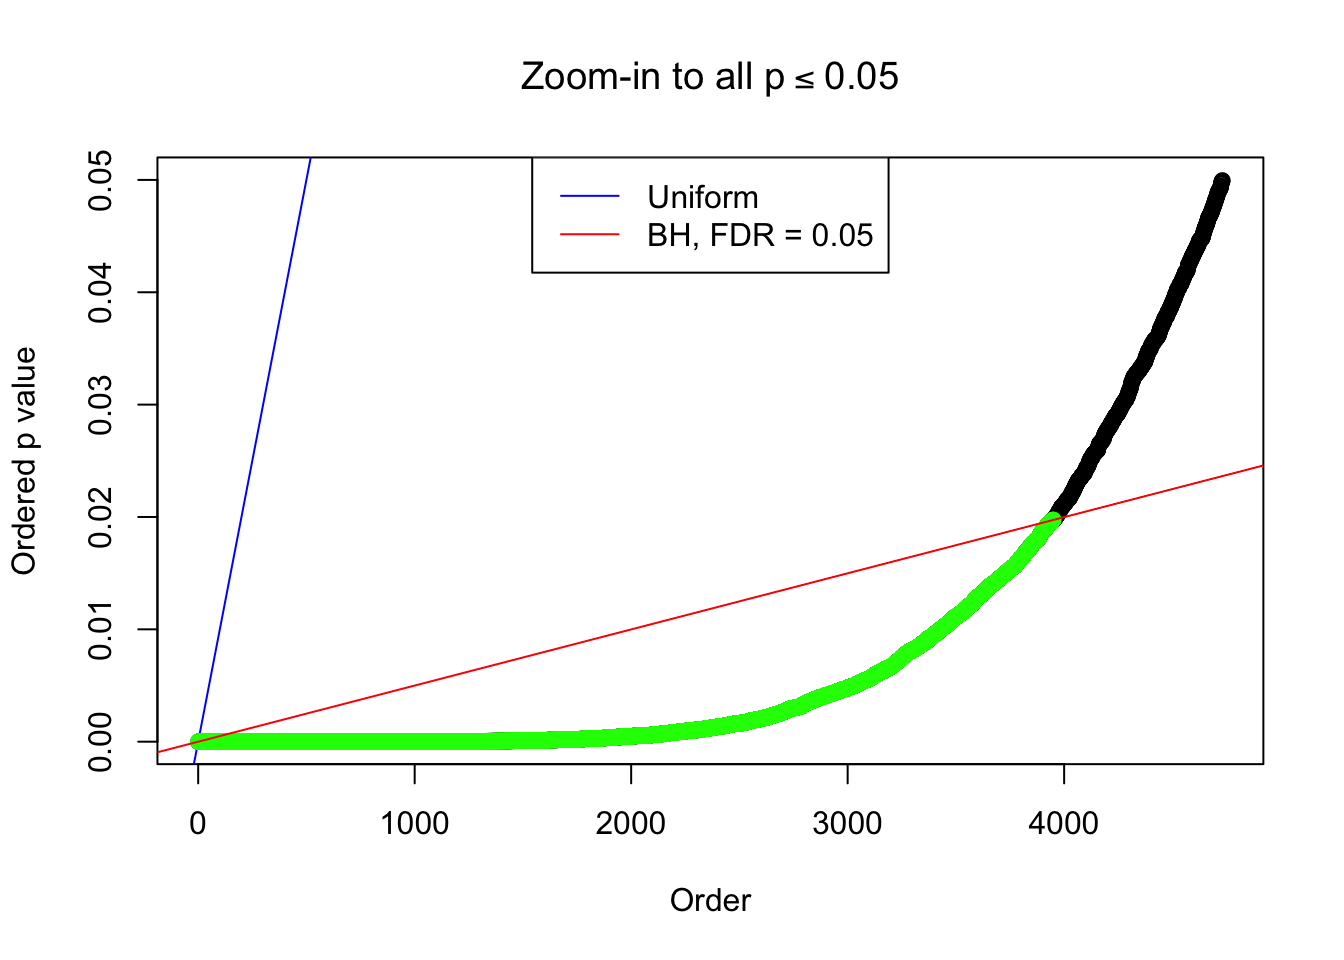 Zoom-in to all p ≤ 0.05
Uniform
BH, FDR = 0.05
Ordered p value
0.05
0.04
0.03
0.02
0.01
0.00
0 1000 2000 3000 4000
Order